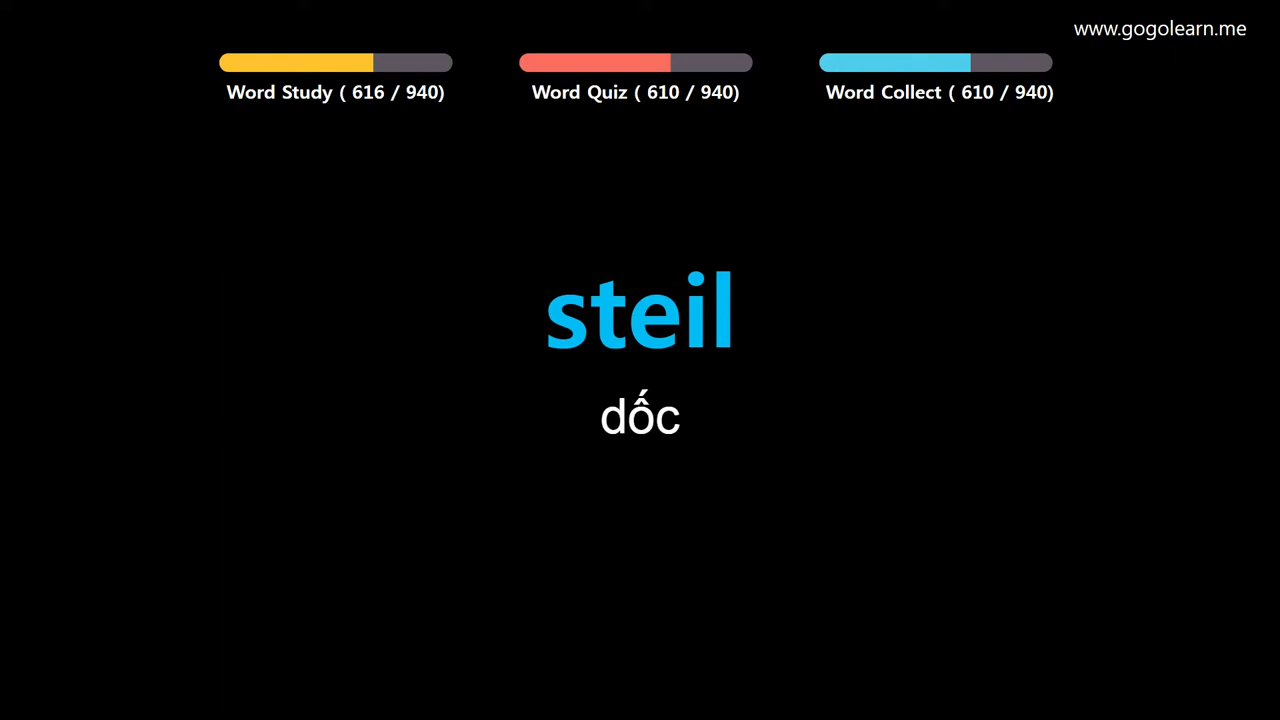 www.gogolearn.me
Word Study ( 616 / 940)
Word Quiz ( 610 / 940)
Word Collect ( 610 / 940)
steil
dốc